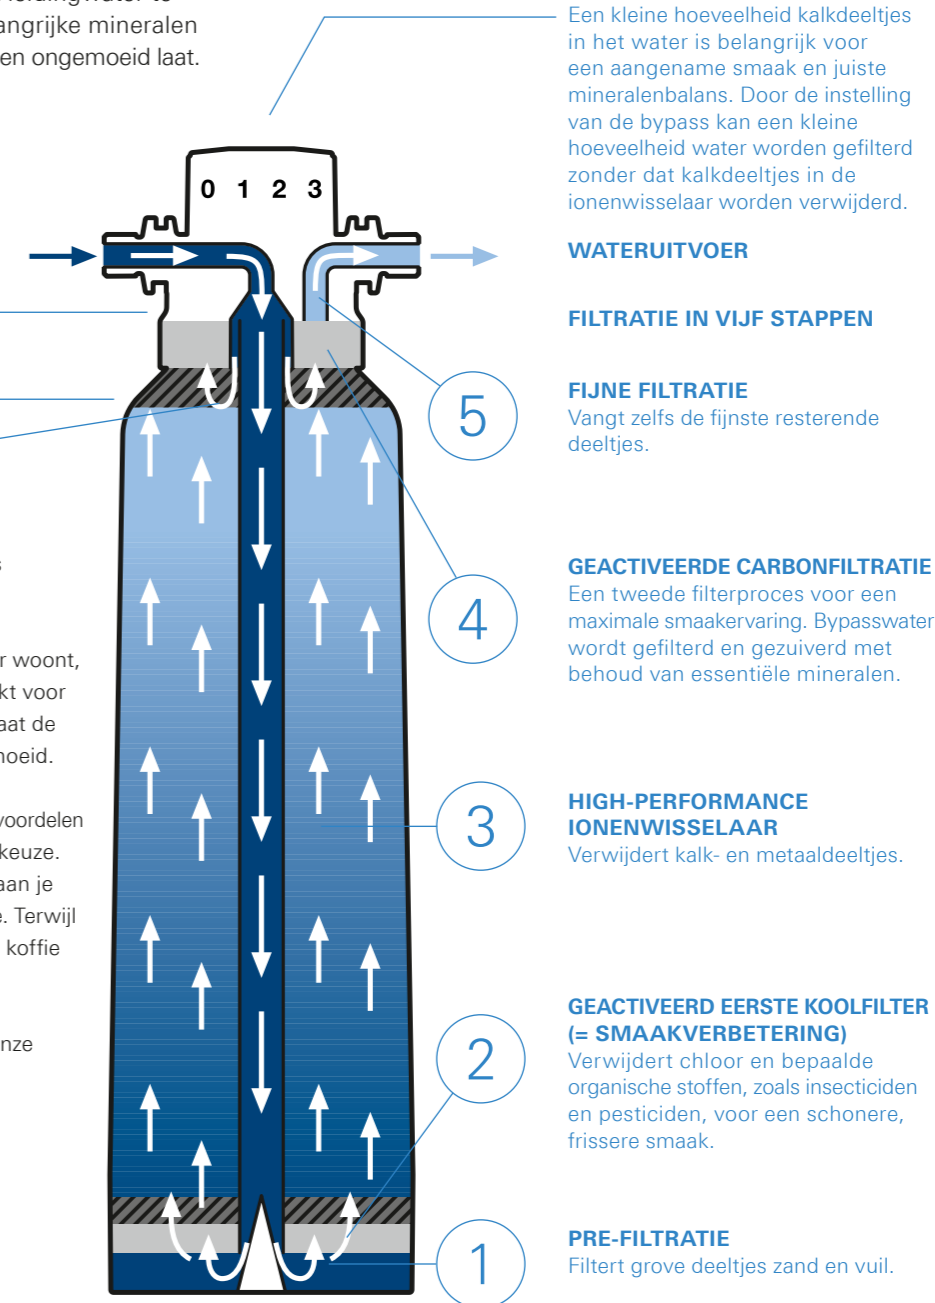 angrijke mineralen
en ongemoeid laat.
Een kleine hoeveelheid kalkdeeltjes
in het water is belangrijk voor
een aangename smaak en juiste
mineralenbalans. Door de instelling
van de bypass kan een kleine
hoeveelheid water worden gefilterd
zonder dat kalkdeeltjes in de
ionenwisselaar worden verwijderd.
0 1 2 3
WATERUITVOER
FILTRATIE IN VIJF STAPPEN
5
FIJNE FILTRATIE
Vangt zelfs de fijnste resterende
deeltjes.
4
GEACTIVEERDE CARBONFILTRATIE
Een tweede filterproces voor een
maximale smaakervaring. Bypasswater
wordt gefilterd en gezuiverd met
behoud van essentiële mineralen.
r woont,
kt voor
aat de
noeid.
voordelen
keuze.
aan je
e. Terwijl
koffie
nze
3
HIGH-PERFORMANCE
IONENWISSELAAR
Verwijdert kalk- en metaaldeeltjes.
2
GEACTIVEERD EERSTE KOOLFILTER
(= SMAAKVERBETERING)
Verwijdert chloor en bepaalde
organische stoffen, zoals insecticiden
en pesticiden, voor een schonere,
frissere smaak.
1
PRE-FILTRATIE
Filtert grove deeltjes zand en vuil.